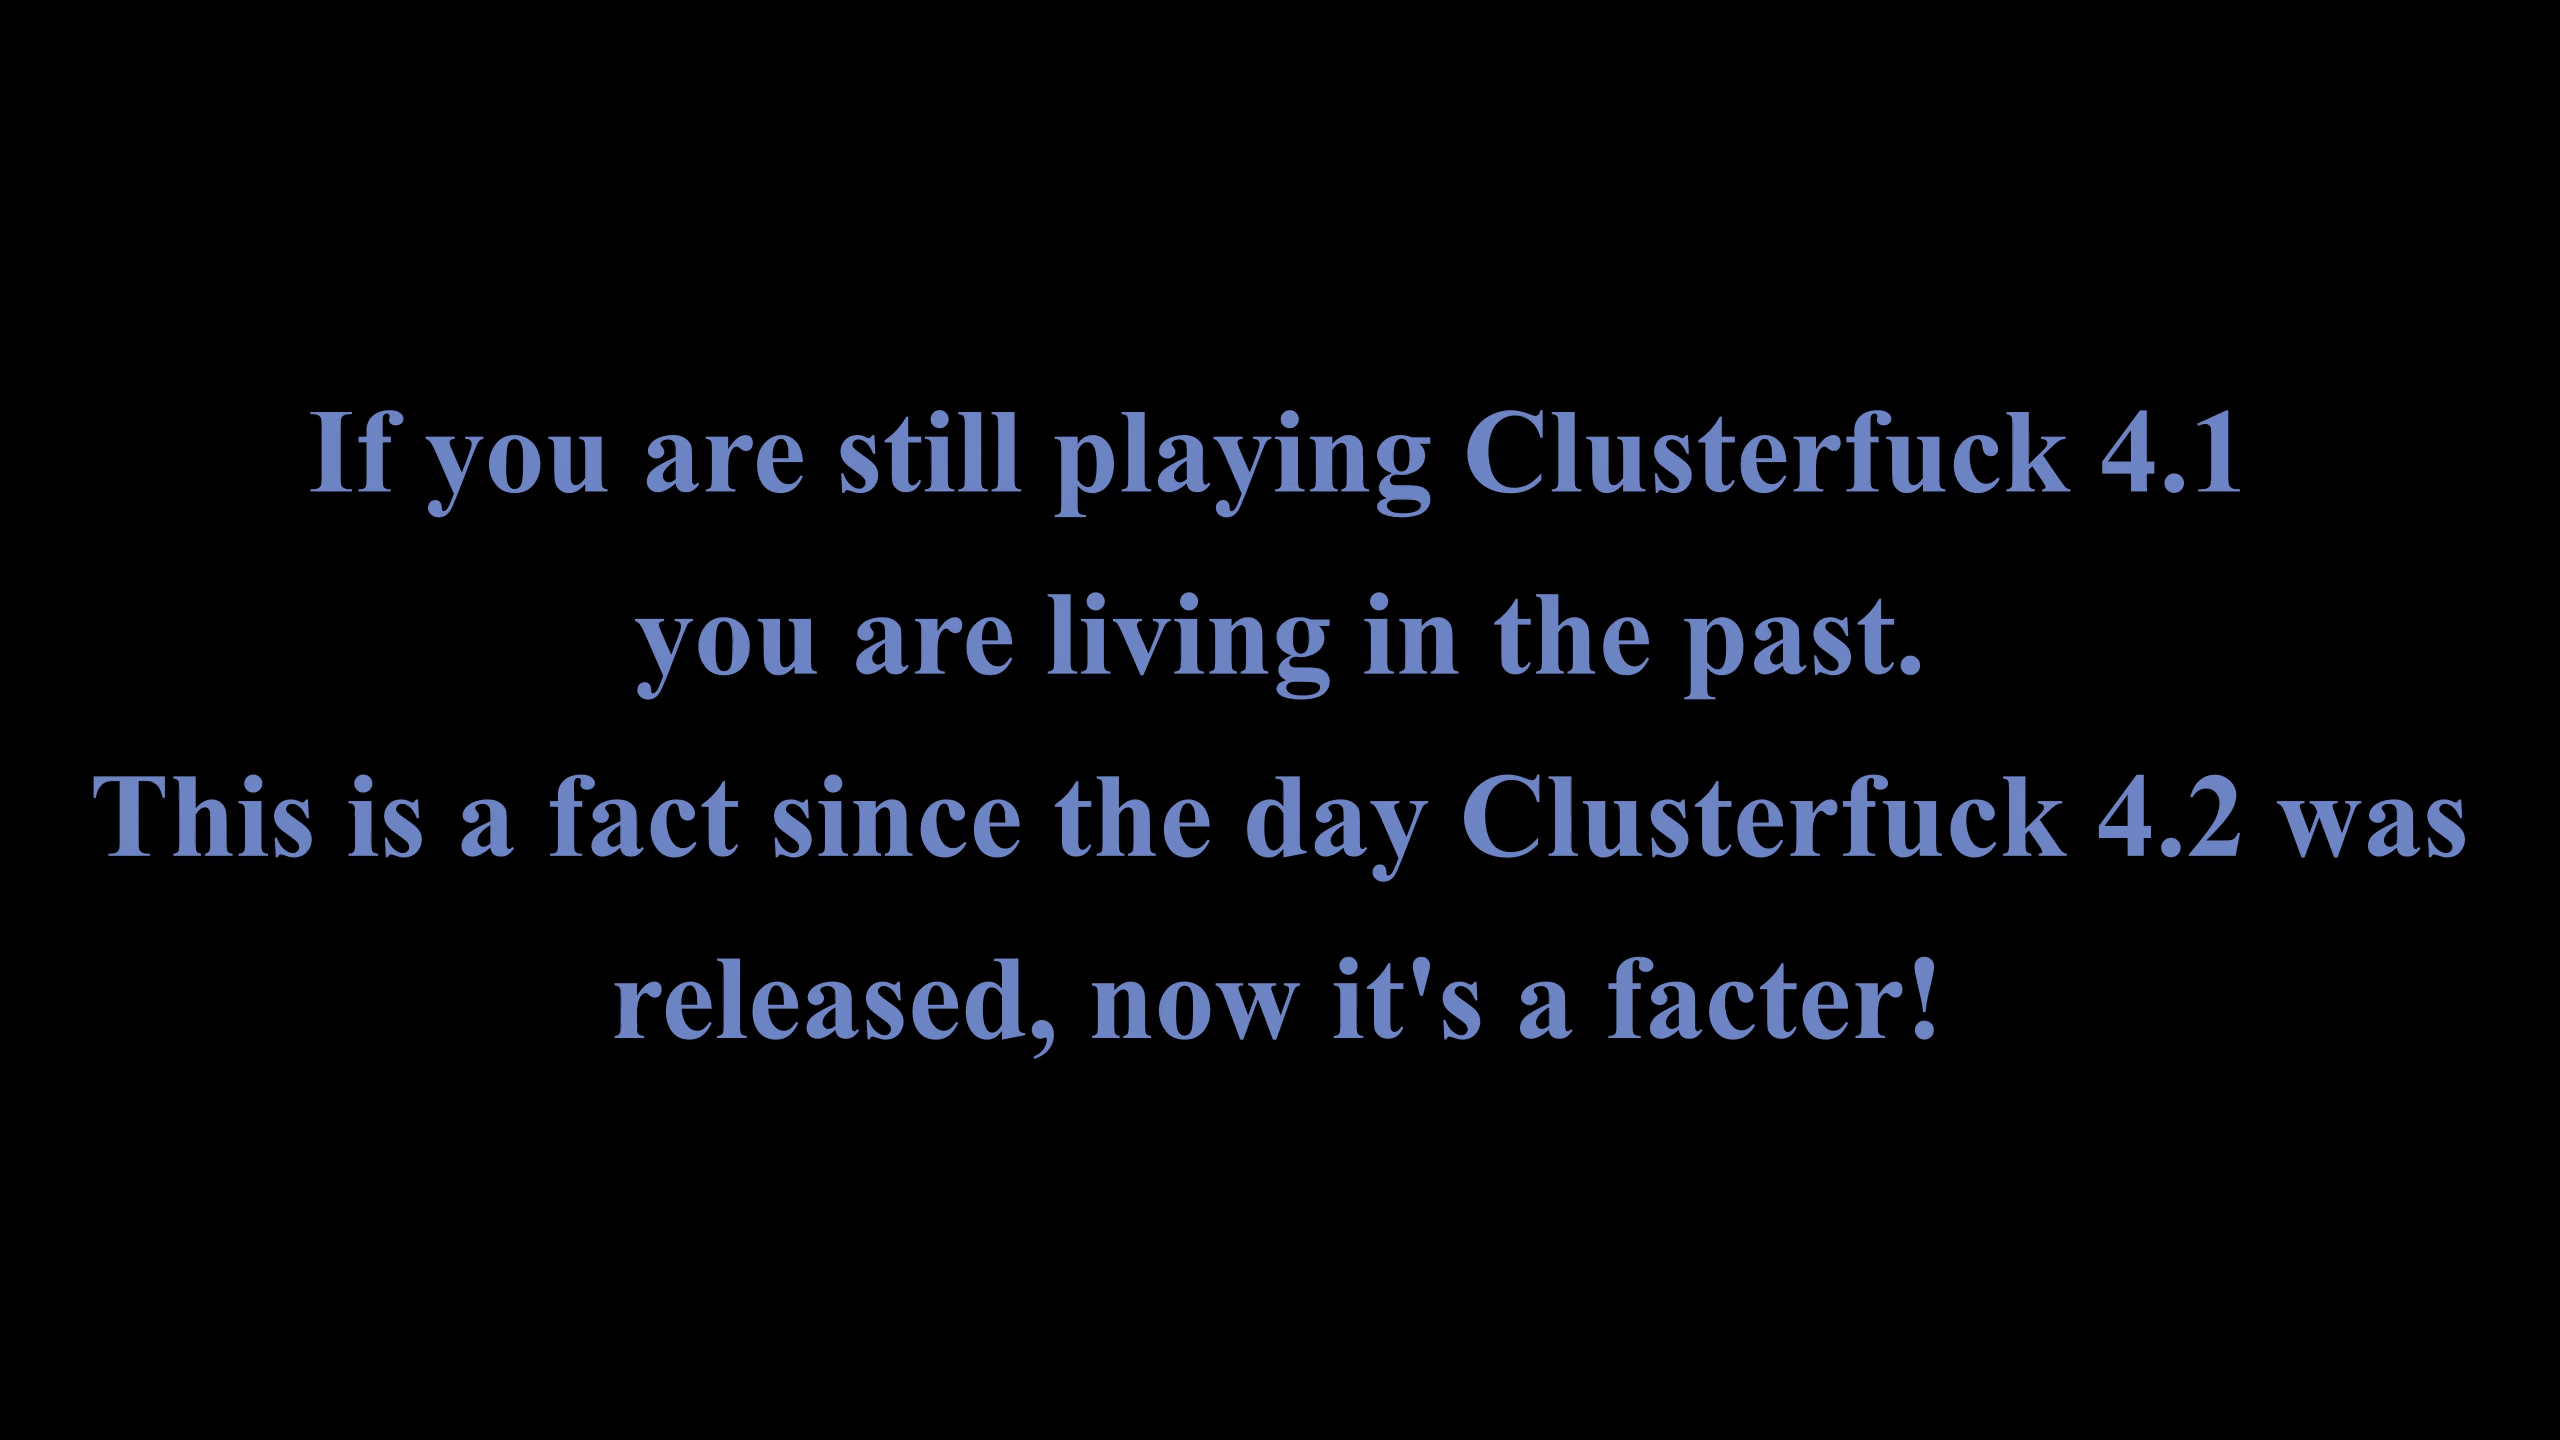 If you are still playing Clusterfuck 4.1
you are living in the past.
This is a fact since the day Clusterfuck 4.2 was
released, now it's a facter!